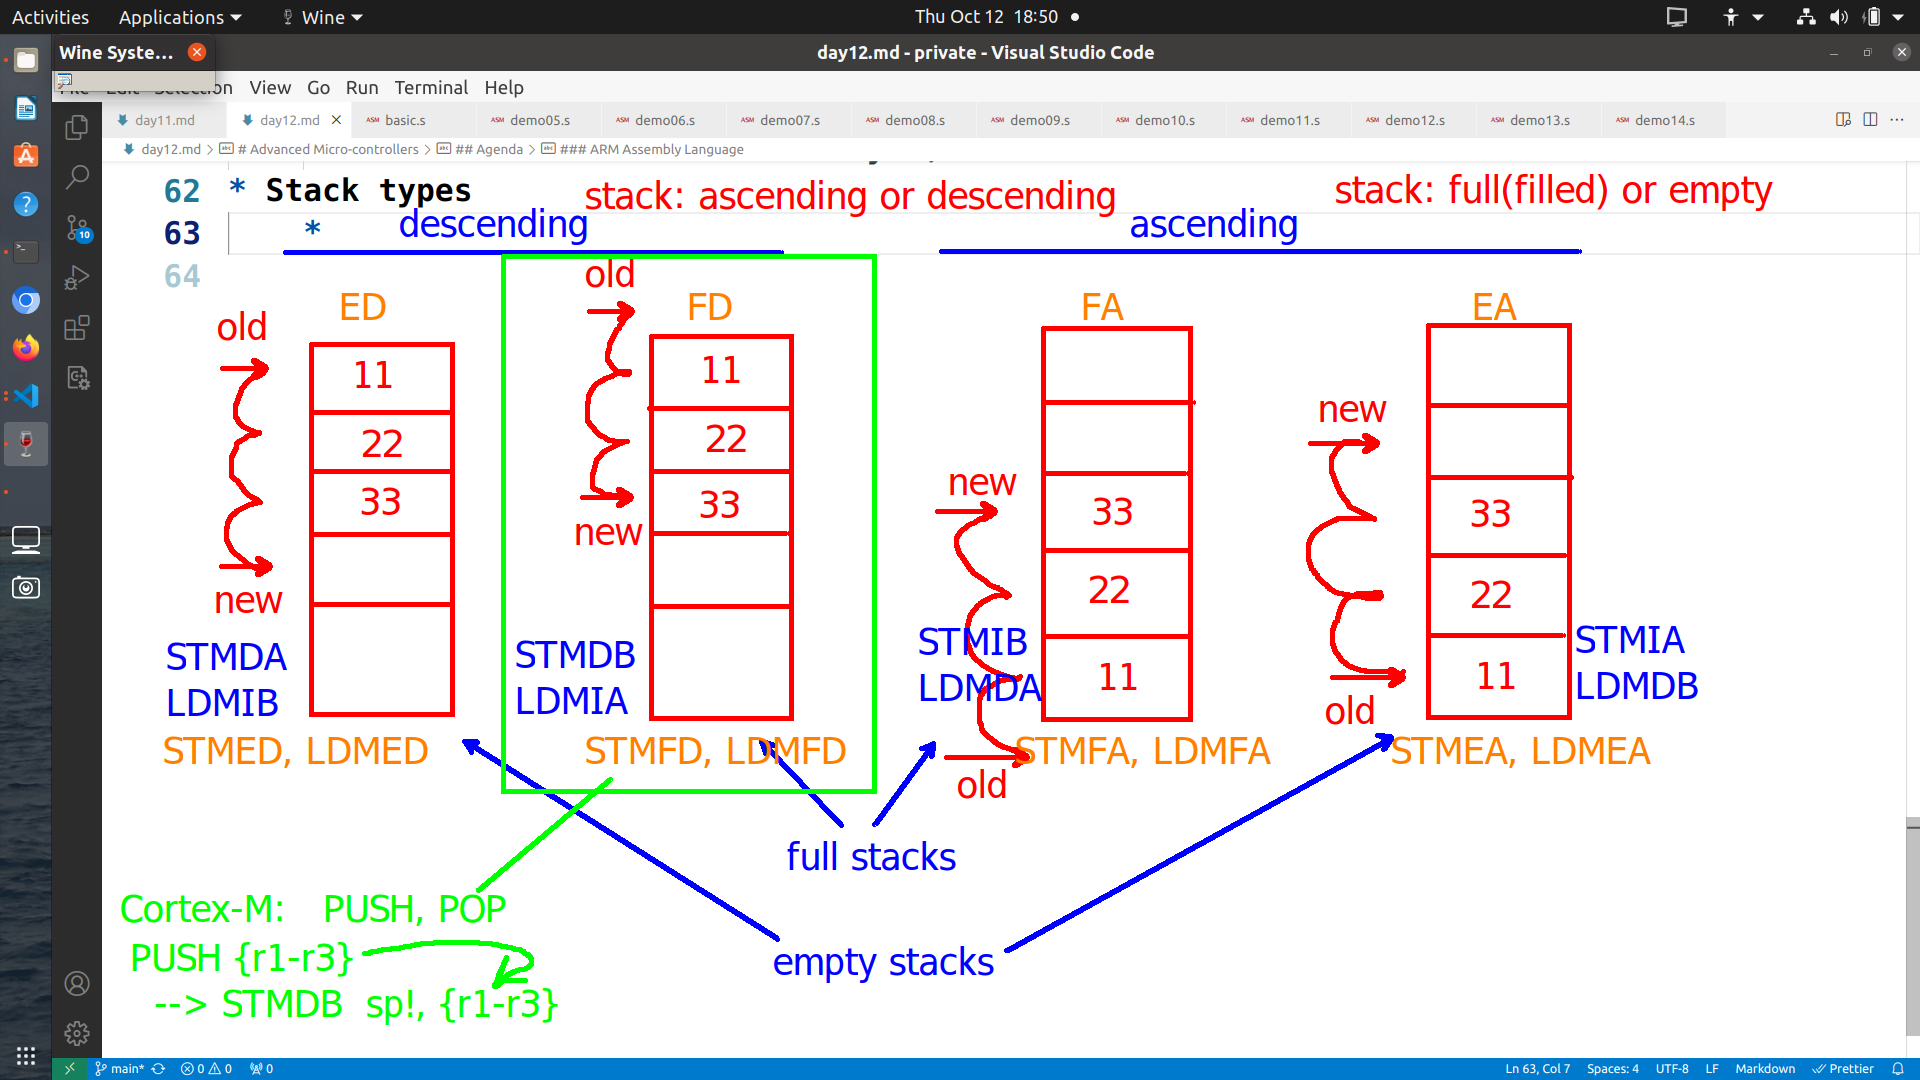 Activities Applications Wine Thu Oct 12 18:50
Wine Syste... day12.md - private - Visual Studio Code
View Go Run Terminal Help
day11.md day12.md basic.s demo05.s demo06.s demo07.s demo08.s demo09.s demo10.s demo11.s demo12.s demo13.s demo14.s
day12.md > # Advanced Micro-controllers > ## Agenda > ### ARM Assembly Language
62 * Stack types
stack: ascending or descending
stack: full(filled) or empty
63 *
descending
ascending
64
old
ED
FD
FA
EA
old
11
22
33
new
11
22
33
new
new
33
22
11
old
new
33
22
11
old
STMDA
LDMIB
STMDB
LDMIA
STMIB
LDMDA
STMIA
LDMDB
STMED, LDMED
STMFD, LDMFD
STMFA, LDMFA
STMEA, LDMEA
full stacks
empty stacks
Cortex-M: PUSH, POP
PUSH {r1-r3}
--> STMDB sp!, {r1-r3}
10
main* 0 0 0 Ln 63, Col 7 Spaces: 4 UTF-8 LF Markdown Prettier